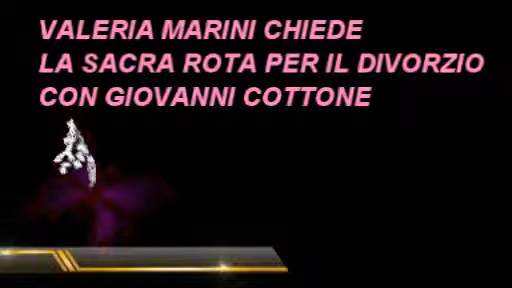 VALERIA MARINI CHIEDE
LA SACRA ROTA PER IL DIVORZIO
CON GIOVANNI COTTONE